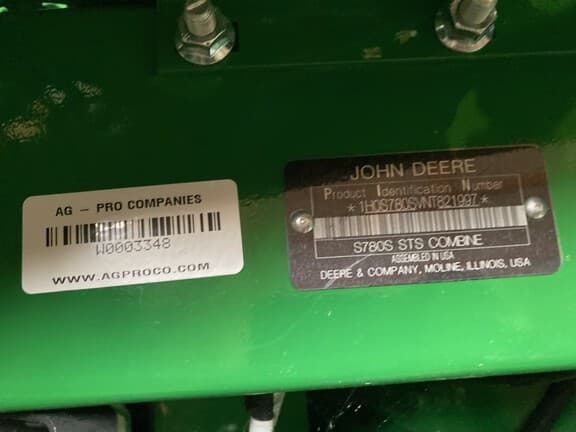 AG - PRO COMPANIES
W0003348
WWW.AGPROCO.COM
JOHN DEERE
Product Identification Number
*1H0S780SVNT821997*
S780S STS COMBINE
ASSEMBLED IN USA
DEERE & COMPANY, MOLINE, ILLINOIS, USA